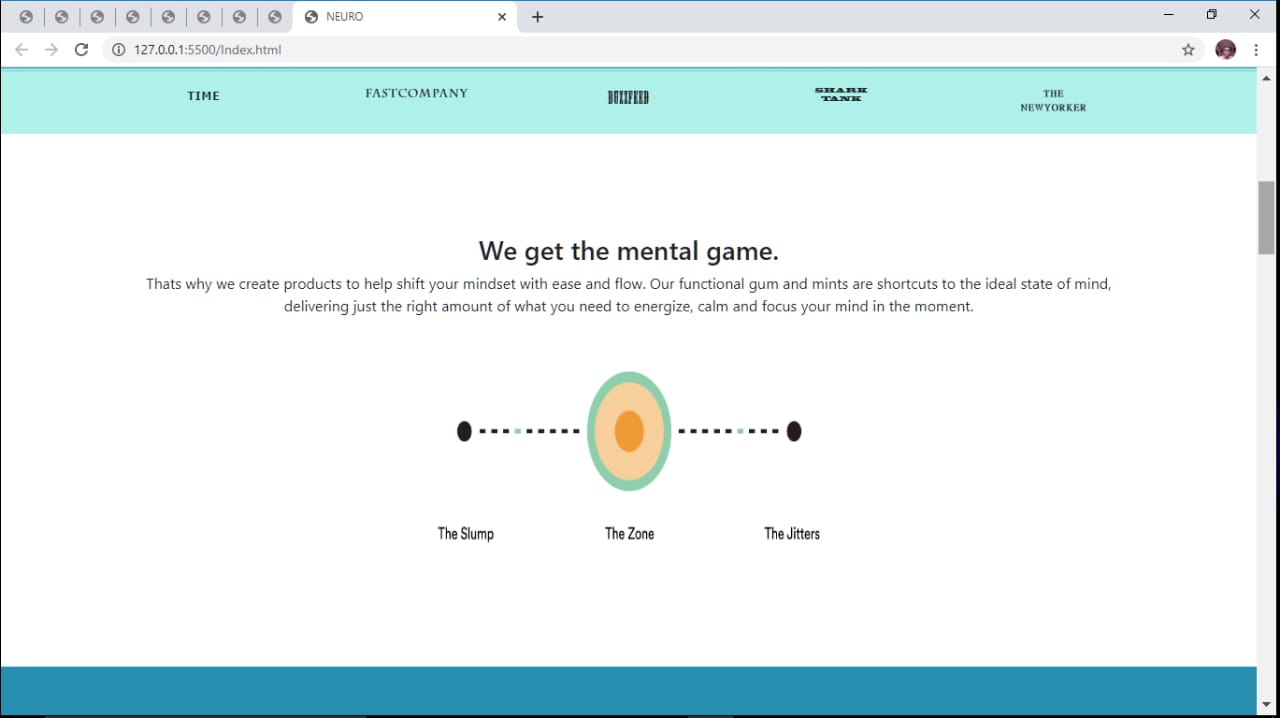 NEURO
127.0.0.1:5500/Index.html
TIME
FASTCOMPANY
SHARK
TANK
THE
NEWYORKER
We get the mental game.
Thats why we create products to help shift your mindset with ease and flow. Our functional gum and mints are shortcuts to the ideal state of mind,
delivering just the right amount of what you need to energize, calm and focus your mind in the moment.
The Slump
The Zone
The Jitters